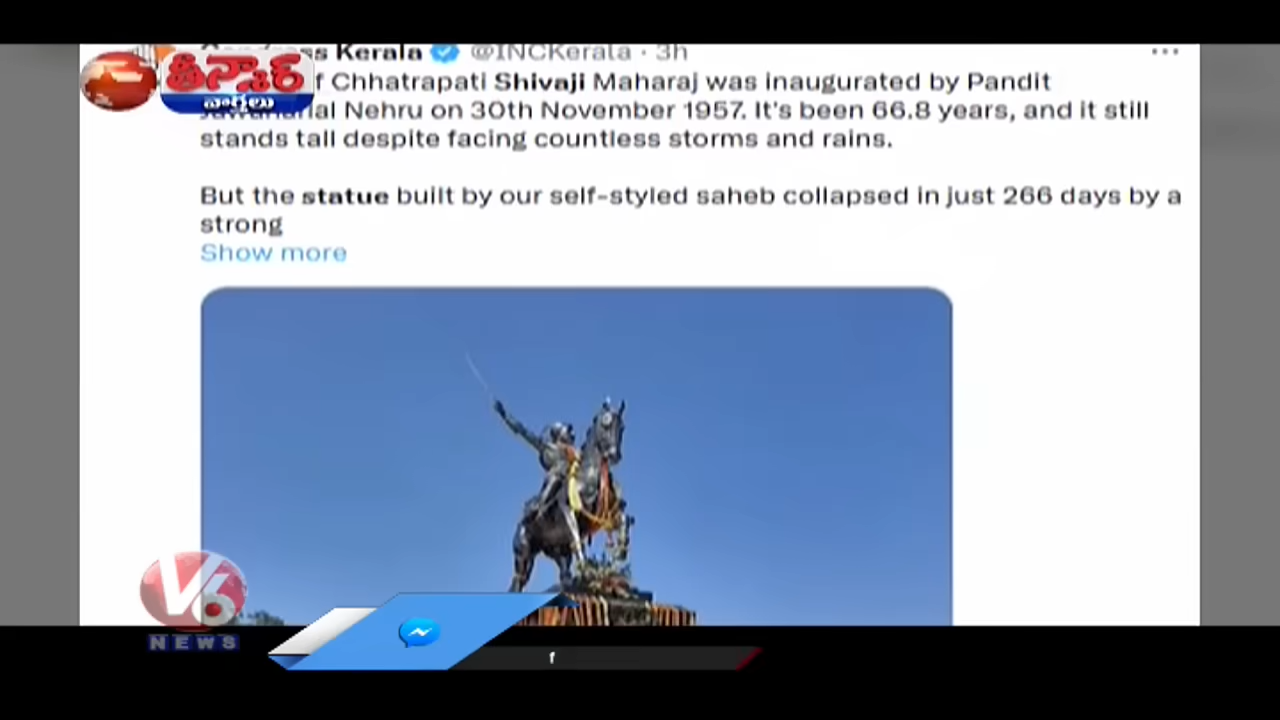 ss Kerala @INCKerala · 3h
తీన్మార్
వార్తలు
f Chhatrapati Shivaji Maharaj was inaugurated by Pandit
Nehru on 30th November 1957. It's been 66.8 years, and it still
stands tall despite facing countless storms and rains.
But the statue built by our self-styled saheb collapsed in just 266 days by a
strong
Show more
V6
NEWS
f